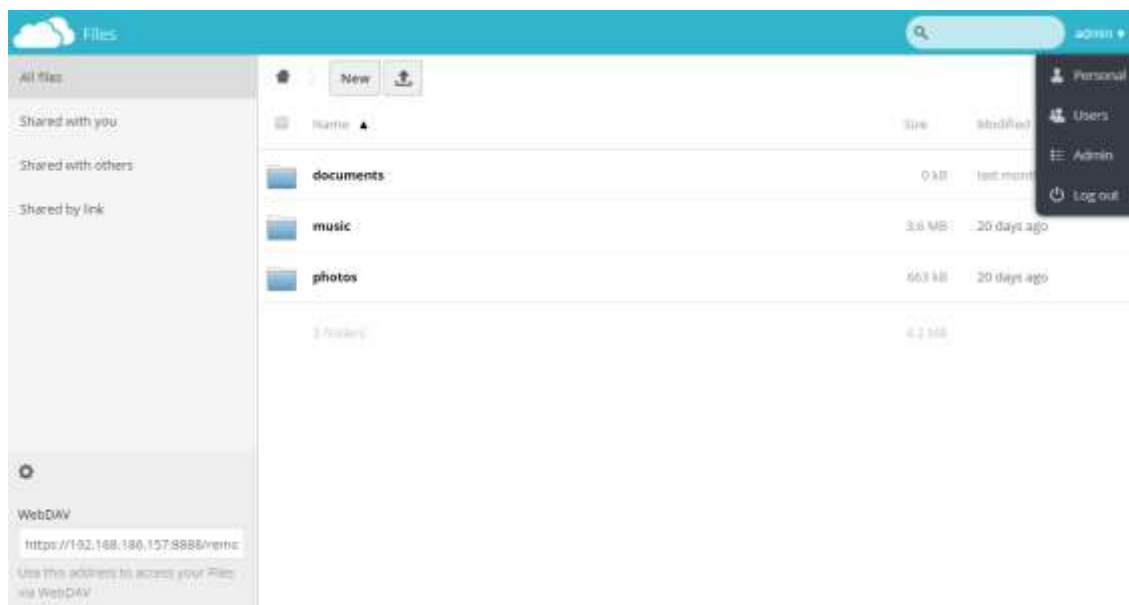 Files
admin
All files
Shared with you
Shared with others
Shared by link
New
Name ▲ Size Modified
documents 0 kB last mont
music 3.6 MB 20 days ago
photos 663 kB 20 days ago
3 folders 4.2 MB
Personal
Users
Admin
Log out
WebDAV
https://192.168.186.157:8888/remo
Use this address to access your Files
via WebDAV